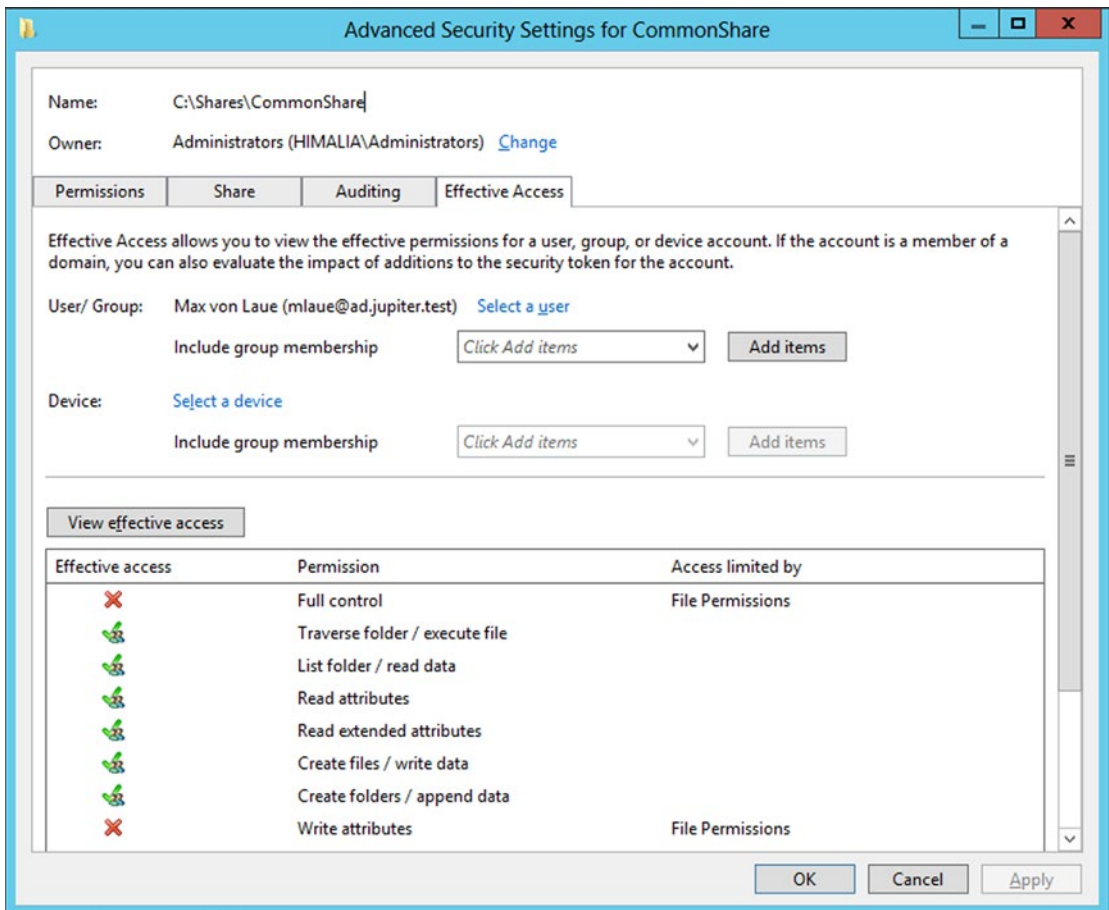 Advanced Security Settings for CommonShare
Name: C:\Shares\CommonShare
Owner: Administrators (HIMALIA\Administrators) Change
Permissions Share Auditing Effective Access
Effective Access allows you to view the effective permissions for a user, group, or device account. If the account is a member of a
domain, you can also evaluate the impact of additions to the security token for the account.
User/ Group: Max von Laue (mlaue@ad.jupiter.test) Select a user
Include group membership Click Add items Add items
Device: Select a device
Include group membership Click Add items Add items
View effective access
Effective access Permission Access limited by
Full control File Permissions
Traverse folder / execute file
List folder / read data
Read attributes
Read extended attributes
Create files / write data
Create folders / append data
Write attributes File Permissions
OK Cancel Apply